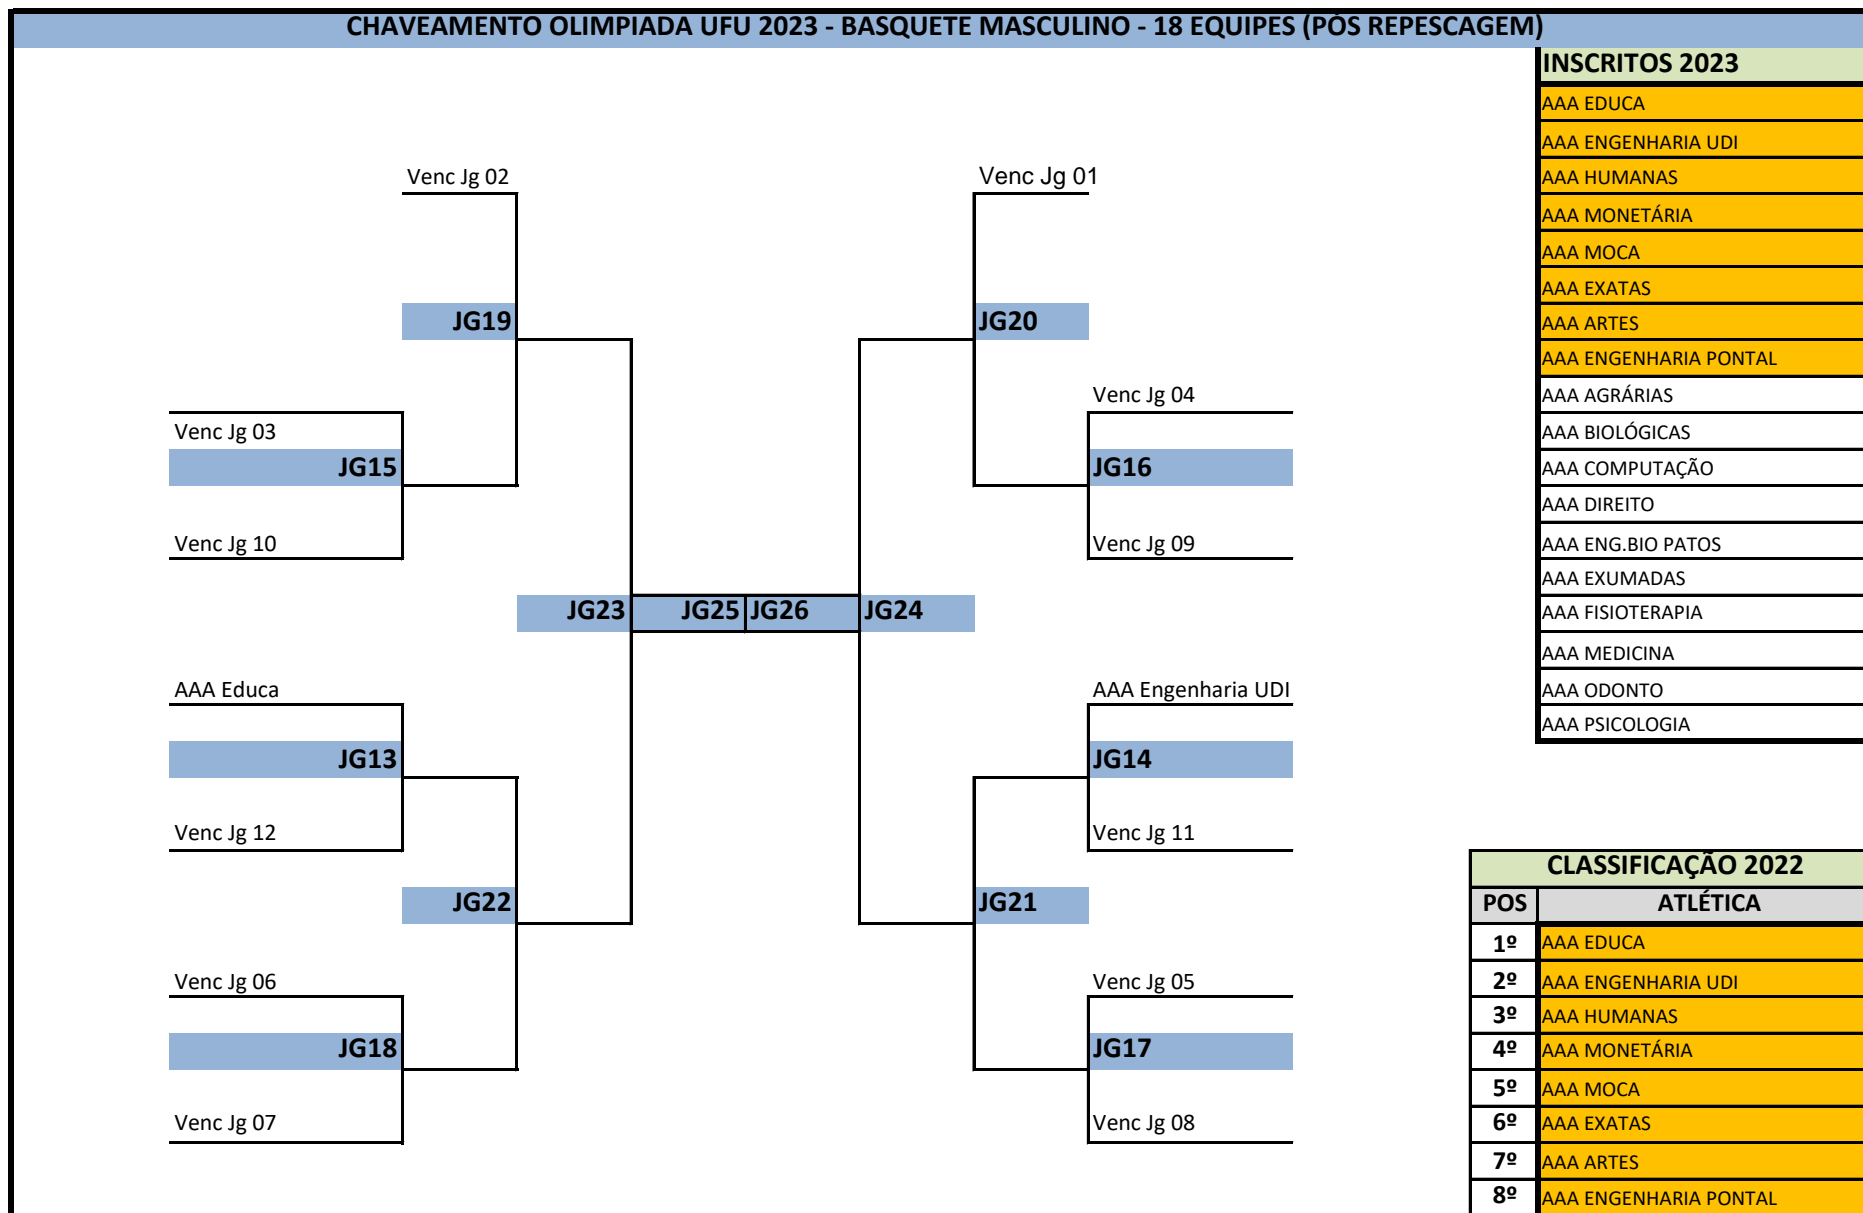 CHAVEAMENTO OLIMPIADA UFU 2023 - BASQUETE MASCULINO - 18 EQUIPES (PÓS REPESCAGEM)
INSCRITOS 2023
AAA EDUCA
AAA ENGENHARIA UDI
AAA HUMANAS
AAA MONETÁRIA
AAA MOCA
AAA EXATAS
AAA ARTES
AAA ENGENHARIA PONTAL
AAA AGRÁRIAS
AAA BIOLÓGICAS
AAA COMPUTAÇÃO
AAA DIREITO
AAA ENG.BIO PATOS
AAA EXUMADAS
AAA FISIOTERAPIA
AAA MEDICINA
AAA ODONTO
AAA PSICOLOGIA
Venc Jg 02
Venc Jg 01
JG19
JG20
Venc Jg 04
Venc Jg 03
JG15
JG16
Venc Jg 10
Venc Jg 09
JG23
JG25
JG26
JG24
AAA Educa
AAA Engenharia UDI
JG13
JG14
Venc Jg 12
Venc Jg 11
JG22
JG21
Venc Jg 06
Venc Jg 05
JG18
JG17
Venc Jg 07
Venc Jg 08
CLASSIFICAÇÃO 2022
POS ATLÉTICA
1º AAA EDUCA
2º AAA ENGENHARIA UDI
3º AAA HUMANAS
4º AAA MONETÁRIA
5º AAA MOCA
6º AAA EXATAS
7º AAA ARTES
8º AAA ENGENHARIA PONTAL